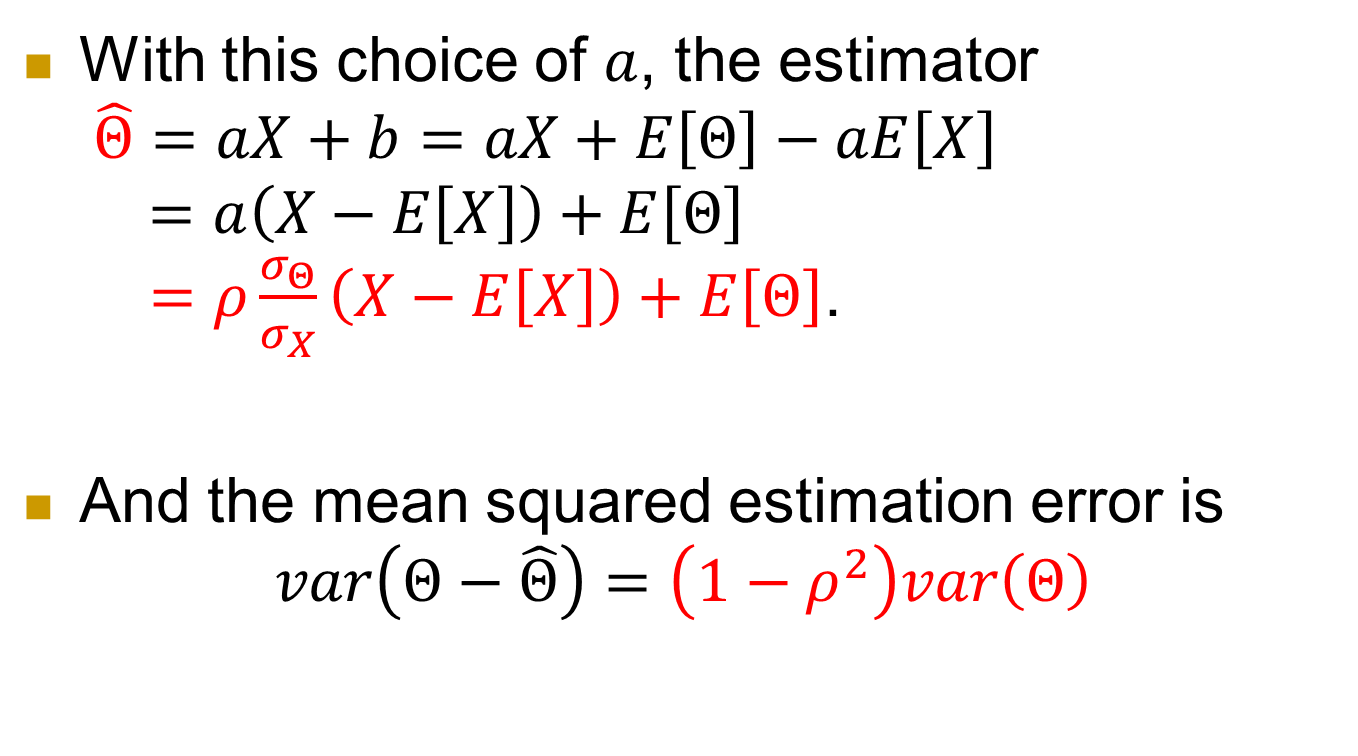 ■ With this choice of 𝑎, the estimator
Θ̂ = 𝑎𝑋 + 𝑏 = 𝑎𝑋 + 𝐸[Θ] − 𝑎𝐸[𝑋]
= 𝑎(𝑋 − 𝐸[𝑋]) + 𝐸[Θ]
= 𝜌 𝜎_Θ/𝜎_𝑋 (𝑋 − 𝐸[𝑋]) + 𝐸[Θ].
■ And the mean squared estimation error is
𝑣𝑎𝑟(Θ − Θ̂) = (1 − 𝜌²)𝑣𝑎𝑟(Θ)